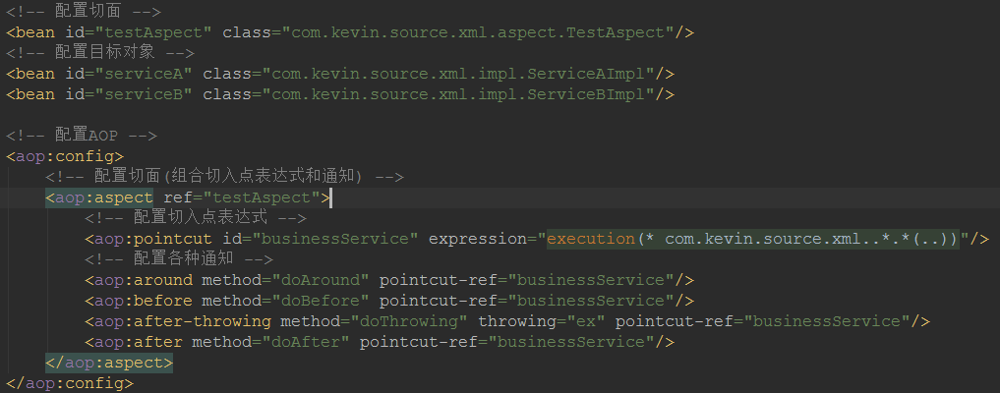 <!-- 配置切面 -->
<bean id="testAspect" class="com.kevin.source.xml.aspect.TestAspect"/>
<!-- 配置目标对象 -->
<bean id="serviceA" class="com.kevin.source.xml.impl.ServiceAImpl"/>
<bean id="serviceB" class="com.kevin.source.xml.impl.ServiceBImpl"/>
<!-- 配置AOP -->
<aop:config>
<!-- 配置切面(组合切入点表达式和通知) -->
<aop:aspect ref="testAspect">
<!-- 配置切入点表达式 -->
<aop:pointcut id="businessService" expression="execution(* com.kevin.source.xml..*.*(..))"/>
<!-- 配置各种通知 -->
<aop:around method="doAround" pointcut-ref="businessService"/>
<aop:before method="doBefore" pointcut-ref="businessService"/>
<aop:after-throwing method="doThrowing" throwing="ex" pointcut-ref="businessService"/>
<aop:after method="doAfter" pointcut-ref="businessService"/>
</aop:aspect>
</aop:config>